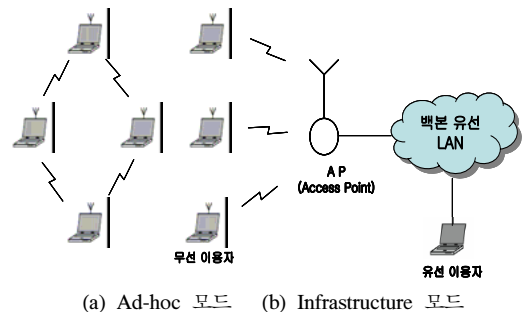 백본 유선
LAN
A P
(Access Point)
무선 이용자
유선 이용자
(a) Ad-hoc 모드 (b) Infrastructure 모드